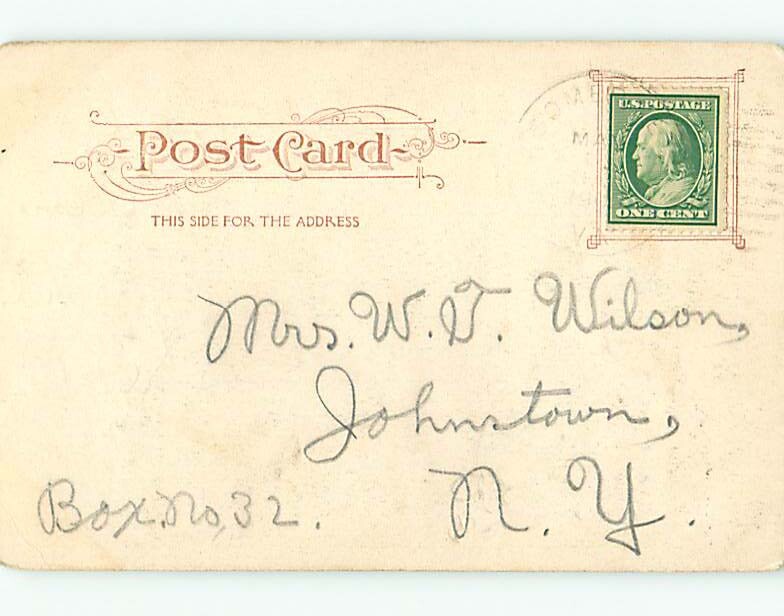 Post Card
THIS SIDE FOR THE ADDRESS
U.S. POSTAGE
ONE CENT
Mrs. W. V. Wilson,
Johnstown,
Box No, 32. N. Y.